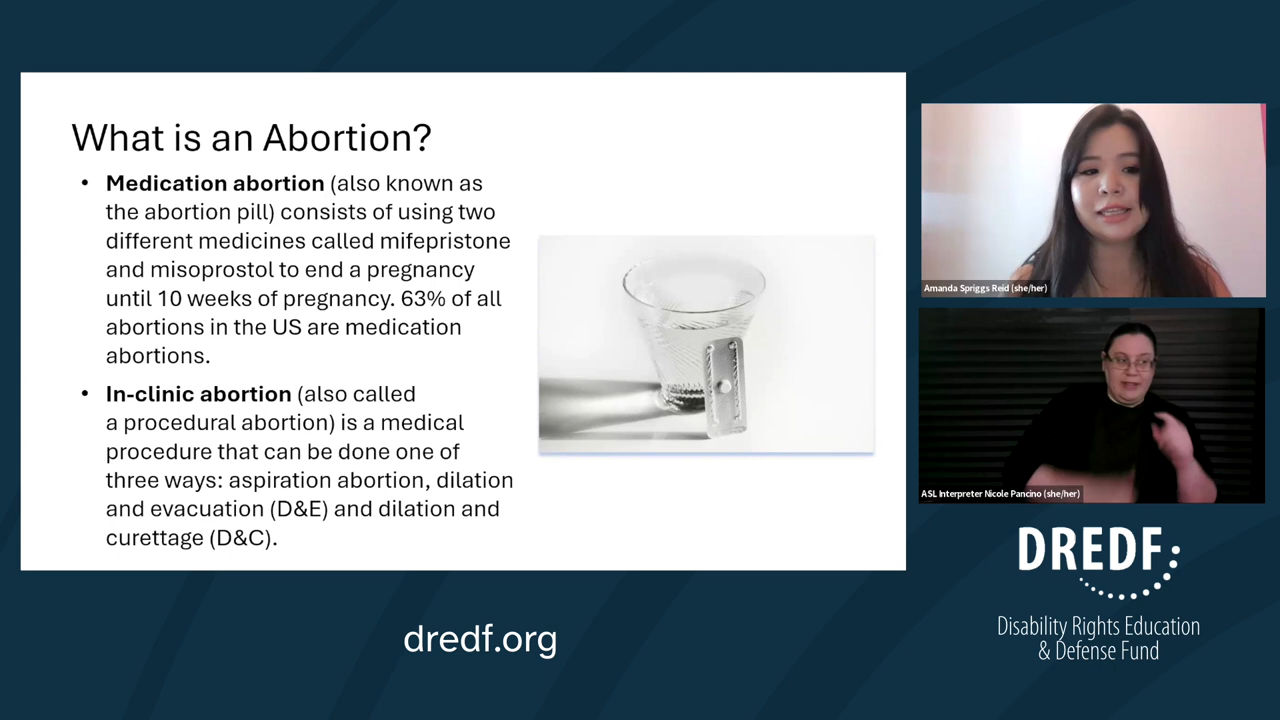 What is an Abortion?
• Medication abortion (also known as
the abortion pill) consists of using two
different medicines called mifepristone
and misoprostol to end a pregnancy
until 10 weeks of pregnancy. 63% of all
abortions in the US are medication
abortions.
• In-clinic abortion (also called
a procedural abortion) is a medical
procedure that can be done one of
three ways: aspiration abortion, dilation
and evacuation (D&E) and dilation and
curettage (D&C).
Amanda Spriggs Reid (she/her)
ASL Interpreter Nicole Pancino (she/her)
DREDF
Disability Rights Education
& Defense Fund
dredf.org